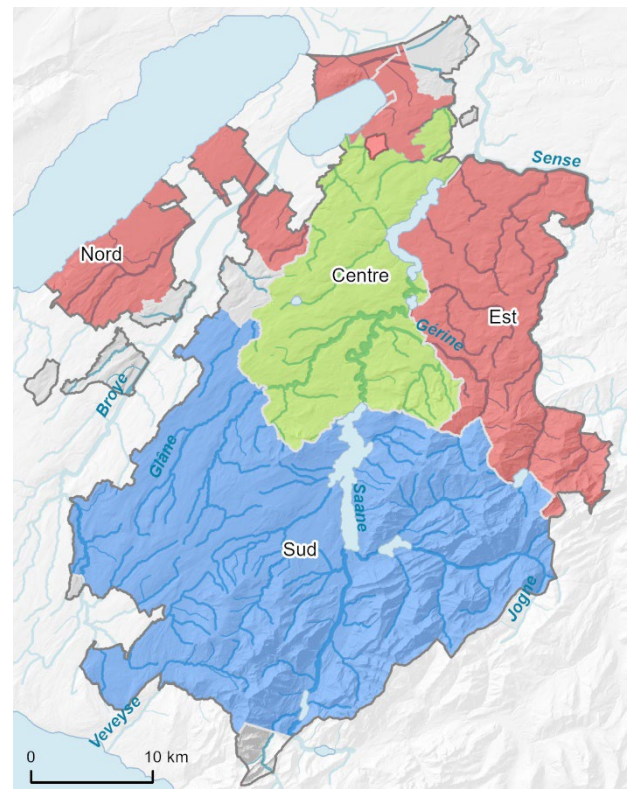 Sense
Nord
Centre
Est
Gérine
Broye
Glâne
Saane
Sud
Jogne
Veveyse
0 10 km